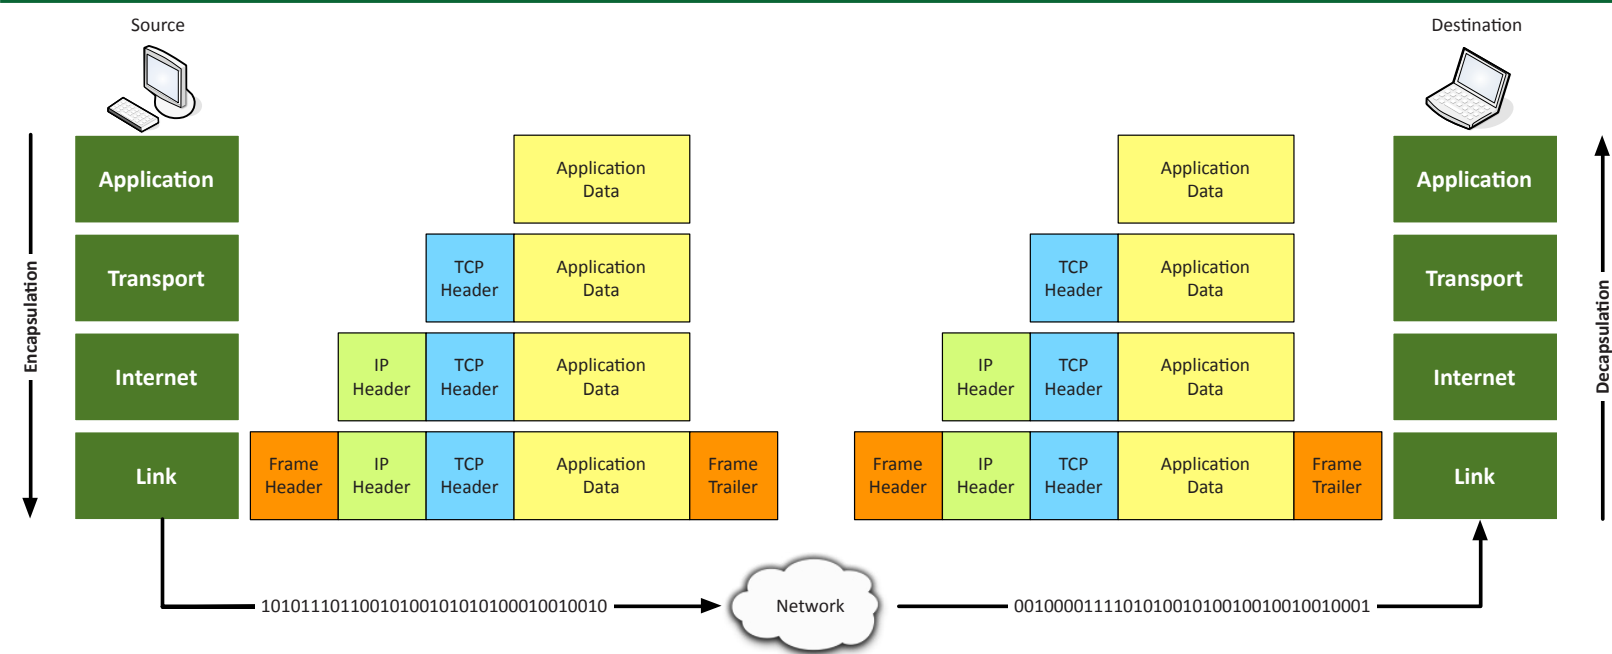 Source
Destination
Application
Application
Data
Application
Data
Application
Transport
TCP
Header
Application
Data
TCP
Header
Application
Data
Transport
Encapsulation
Decapsulation
Internet
IP
Header
TCP
Header
Application
Data
IP
Header
TCP
Header
Application
Data
Internet
Link
Frame
Header
IP
Header
TCP
Header
Application
Data
Frame
Trailer
Frame
Header
IP
Header
TCP
Header
Application
Data
Frame
Trailer
Link
1010111011001010010101010100010010010
Network
0010000111101010010100100100100100010001